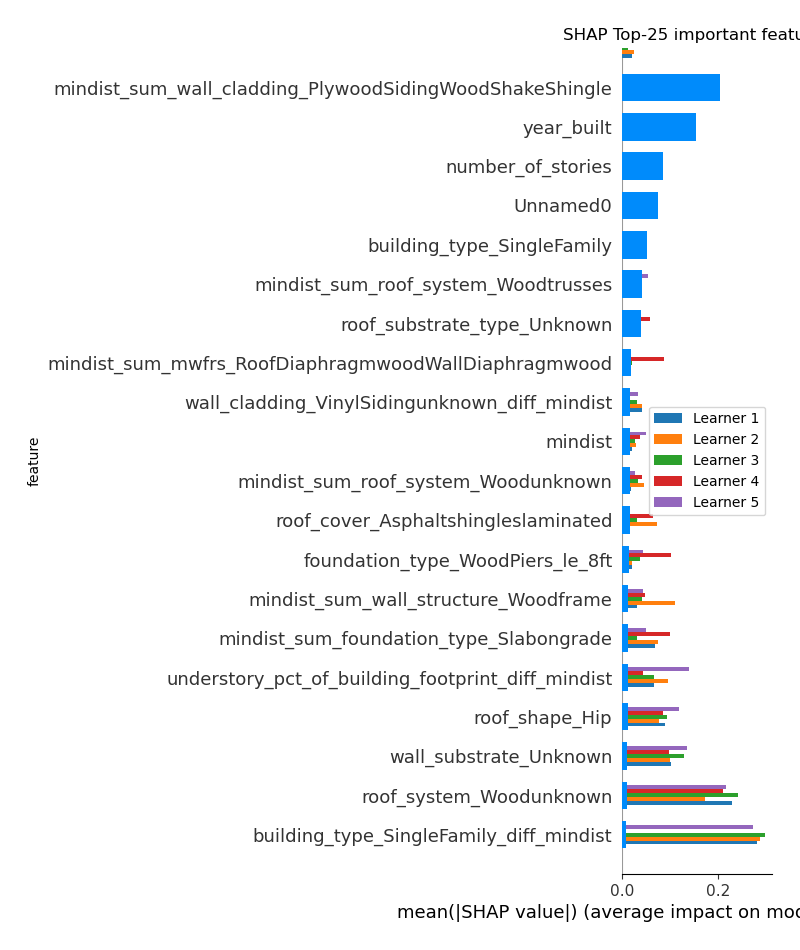 SHAP Top-25 important featu
mindist_sum_wall_cladding_PlywoodSidingWoodShakeShingle
year_built
number_of_stories
Unnamed0
building_type_SingleFamily
mindist_sum_roof_system_Woodtrusses
roof_substrate_type_Unknown
mindist_sum_mwfrs_RoofDiaphragmwoodWallDiaphragmwood
wall_cladding_VinylSidingunknown_diff_mindist
mindist
mindist_sum_roof_system_Woodunknown
roof_cover_Asphaltshingleslaminated
foundation_type_WoodPiers_le_8ft
mindist_sum_wall_structure_Woodframe
mindist_sum_foundation_type_Slabongrade
understory_pct_of_building_footprint_diff_mindist
roof_shape_Hip
wall_substrate_Unknown
roof_system_Woodunknown
building_type_SingleFamily_diff_mindist
feature
Learner 1
Learner 2
Learner 3
Learner 4
Learner 5
0.0 0.2
mean(|SHAP value|) (average impact on mod